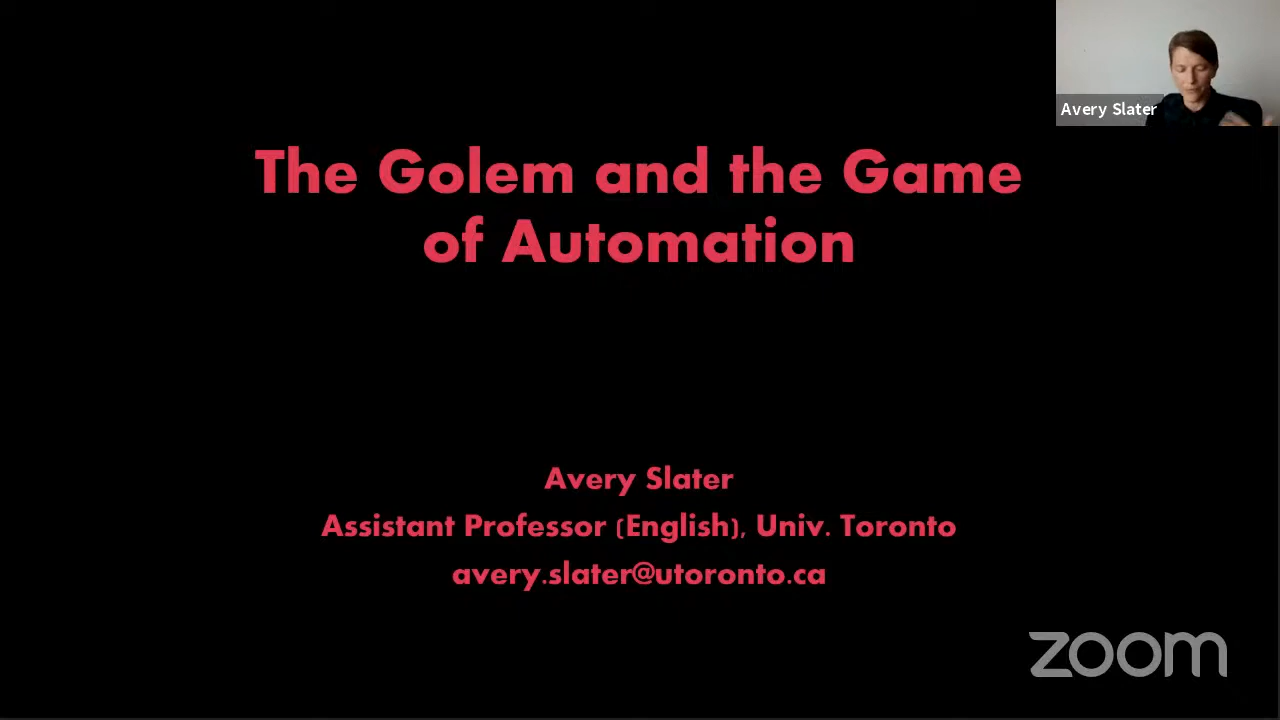 Avery Slater
The Golem and the Game
of Automation
Avery Slater
Assistant Professor (English), Univ. Toronto
avery.slater@utoronto.ca
zoom